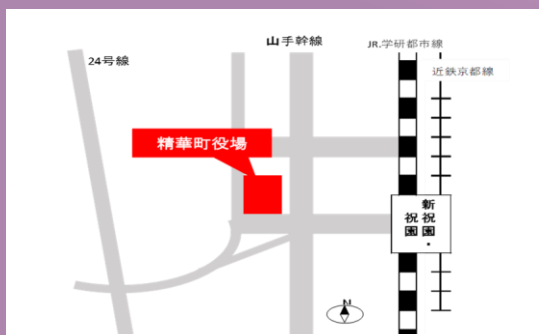 山手幹線
JR.学研都市線
24号線
近鉄京都線
精華町役場
新祝園・
祝園
N